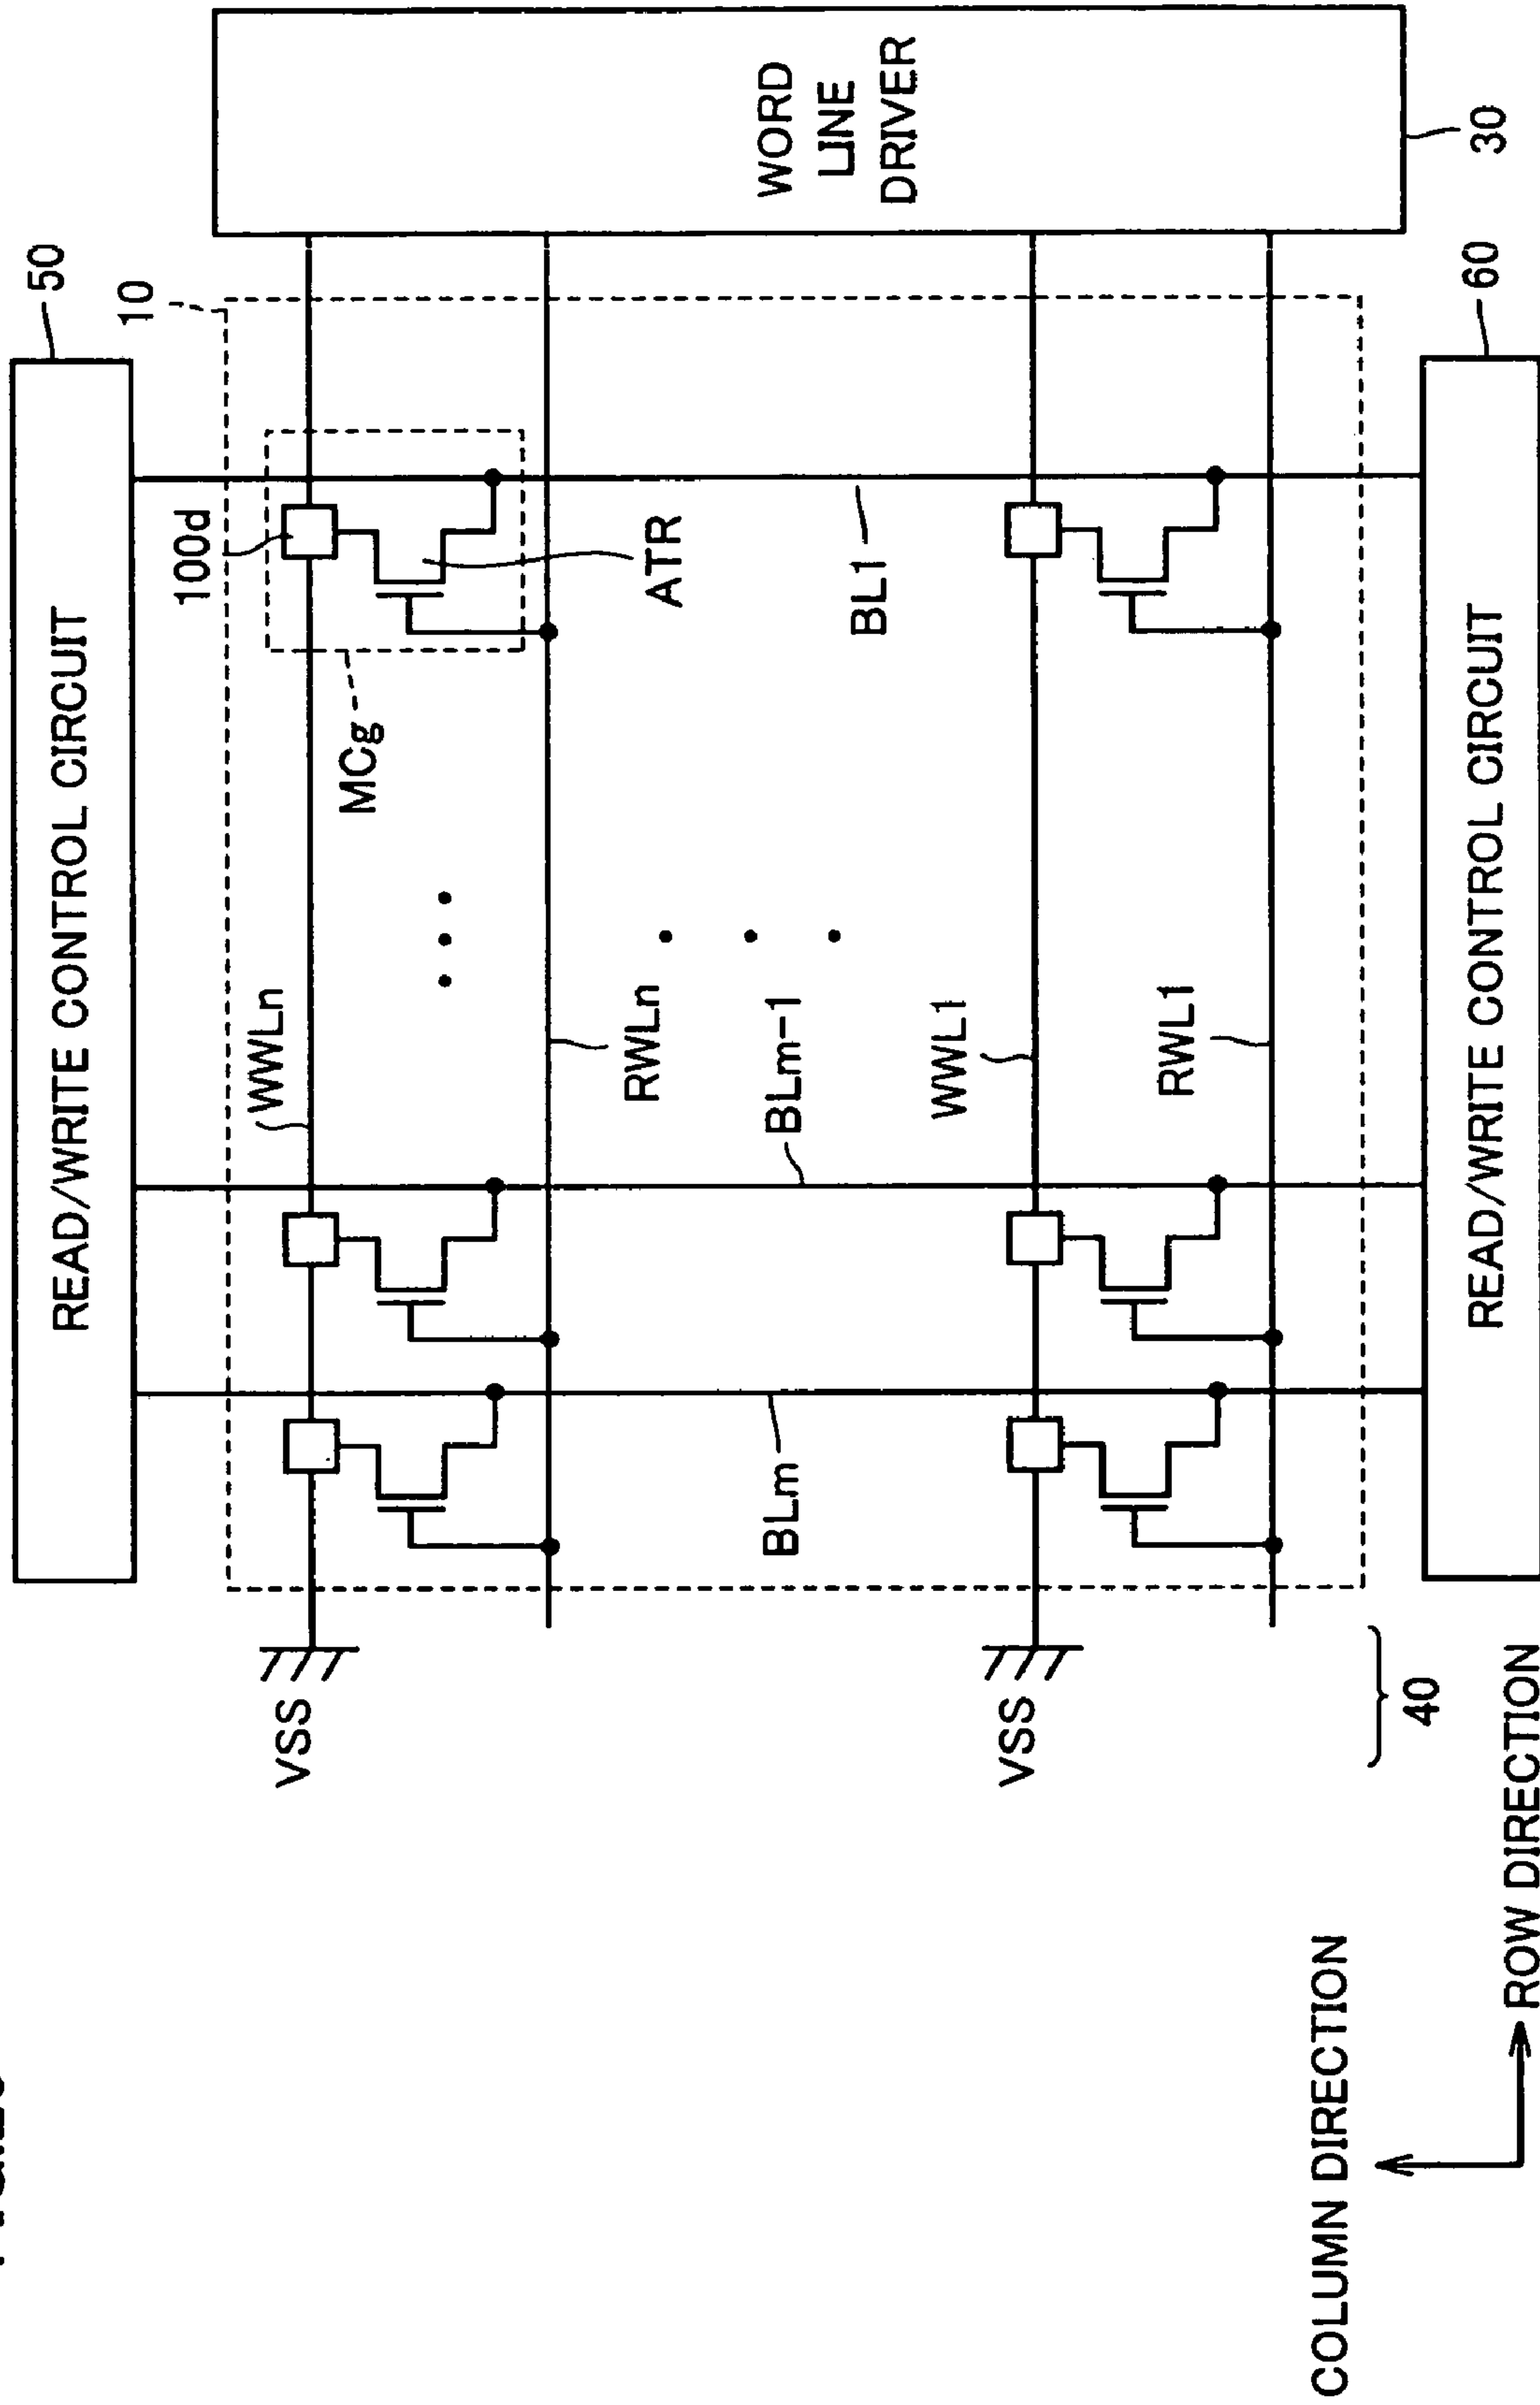 50
READ/WRITE CONTROL CIRCUIT
10
100d
WWLn
MCg
ATR
RWLn
BLm-1
BL1
BLm
WWL1
RWL1
VSS
VSS
WORD
LINE
DRIVER
30
40
60
READ/WRITE CONTROL CIRCUIT
COLUMN DIRECTION
ROW DIRECTION